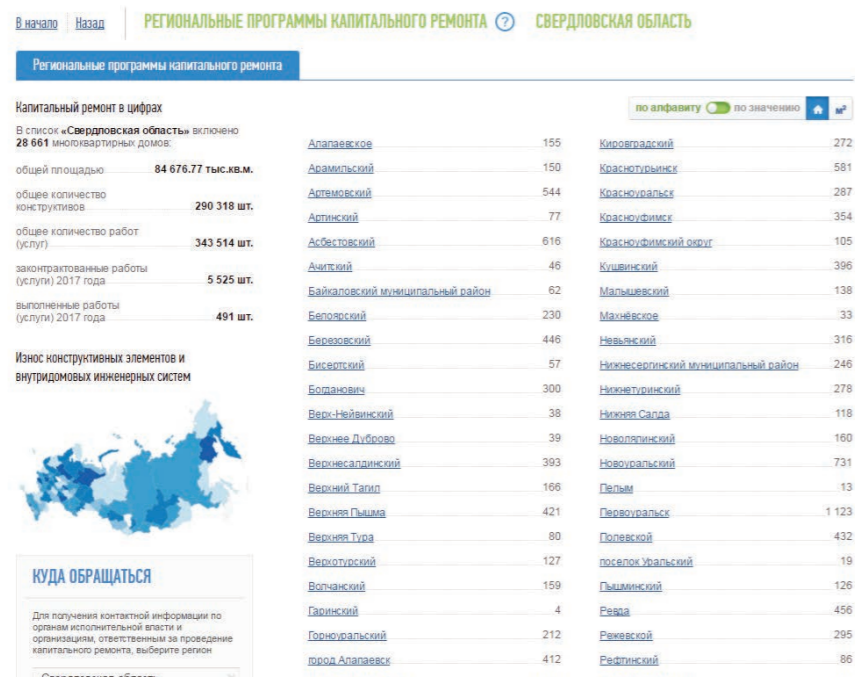 В начало Назад РЕГИОНАЛЬНЫЕ ПРОГРАММЫ КАПИТАЛЬНОГО РЕМОНТА ? СВЕРДЛОВСКАЯ ОБЛАСТЬ
Региональные программы капитального ремонта
Капитальный ремонт в цифрах
В список «Свердловская область» включено
28 661 многоквартирных домов:
общей площадью 84 676.77 тыс.кв.м.
общее количество
конструктивов 290 318 шт.
общее количество работ
(услуг) 343 514 шт.
законтрактованные работы
(услуги) 2017 года 5 525 шт.
выполненные работы
(услуги) 2017 года 491 шт.
Износ конструктивных элементов и
внутридомовых инженерных систем
КУДА ОБРАЩАТЬСЯ
Для получения контактной информации по
органам исполнительной власти и
организациям, ответственным за проведение
капитального ремонта, выберите регион
Свердловская область
по алфавиту по значению м²
Алапаевское 155
Арамильский 150
Артемовский 544
Артинский 77
Асбестовский 616
Ачитский 46
Байкаловский муниципальный район 62
Белоярский 230
Березовский 446
Бисертский 57
Богданович 300
Верх-Нейвинский 38
Верхнее Дуброво 39
Верхнесалдинский 393
Верхний Тагил 166
Верхняя Пышма 421
Верхняя Тура 80
Верхотурский 127
Волчанский 159
Гаринский 4
Горноуральский 212
город Алапаевск 412
Кировградский 272
Краснотурьинск 581
Красноуральск 287
Красноуфимск 354
Красноуфимский округ 105
Кушвинский 396
Малышевский 138
Махнёвское 33
Невьянский 316
Нижнесергинский муниципальный район 246
Нижнетуринский 278
Нижняя Салда 118
Новолялинский 160
Новоуральский 731
Пелым 13
Первоуральск 1 123
Полевской 432
поселок Уральский 19
Пышминский 126
Ревда 456
Режевской 295
Рефтинский 86